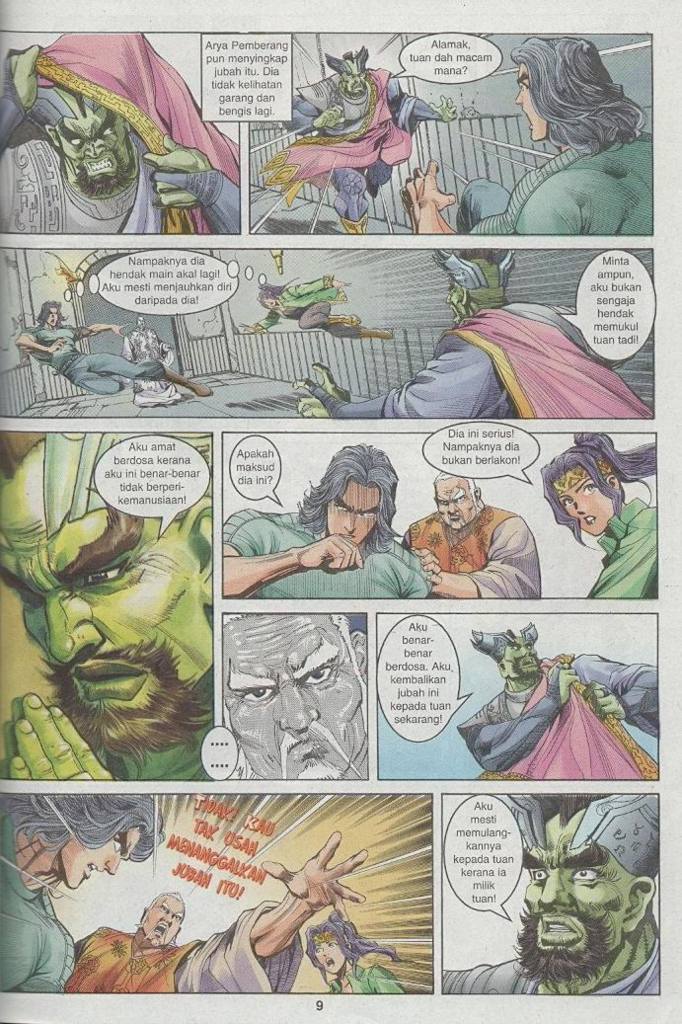 Arya Pemberang
pun menyingkap
jubah itu. Dia
tidak kelihatan
garang dan
bengis lagi.
Alamak,
tuan dah macam
mana?
Nampaknya dia
hendak main akal lagi!
Aku mesti menjauhkan diri
daripada dia!
Minta
ampun,
aku bukan
sengaja
hendak
memukul
tuan tadi!
Aku amat
berdosa kerana
aku ini benar-benar
tidak berperi-
kemanusiaan!
Apakah
maksud
dia ini?
Dia ini serius!
Nampaknya dia
bukan berlakon!
....
....
Aku
benar-
benar
berdosa. Aku
kembalikan
jubah ini
kepada tuan
sekarang!
TIDAK! KAU
TAK USAH
MENANGGALKAN
JUBAH ITU!
Aku
mesti
memulang-
kannya
kepada tuan
kerana ia
milik
tuan!
9